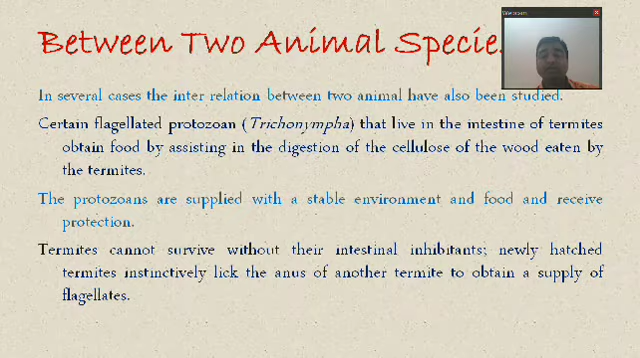 Between Two Animal Specie
In several cases the inter relation between two animal have also been studied.
Certain flagellated protozoan (Trichonympha) that live in the intestine of termites
obtain food by assisting in the digestion of the cellulose of the wood eaten by
the termites.
The protozoans are supplied with a stable environment and food and receive
protection.
Termites cannot survive without their intestinal inhibitants; newly hatched
termites instinctively lick the anus of another termite to obtain a supply of
flagellates.